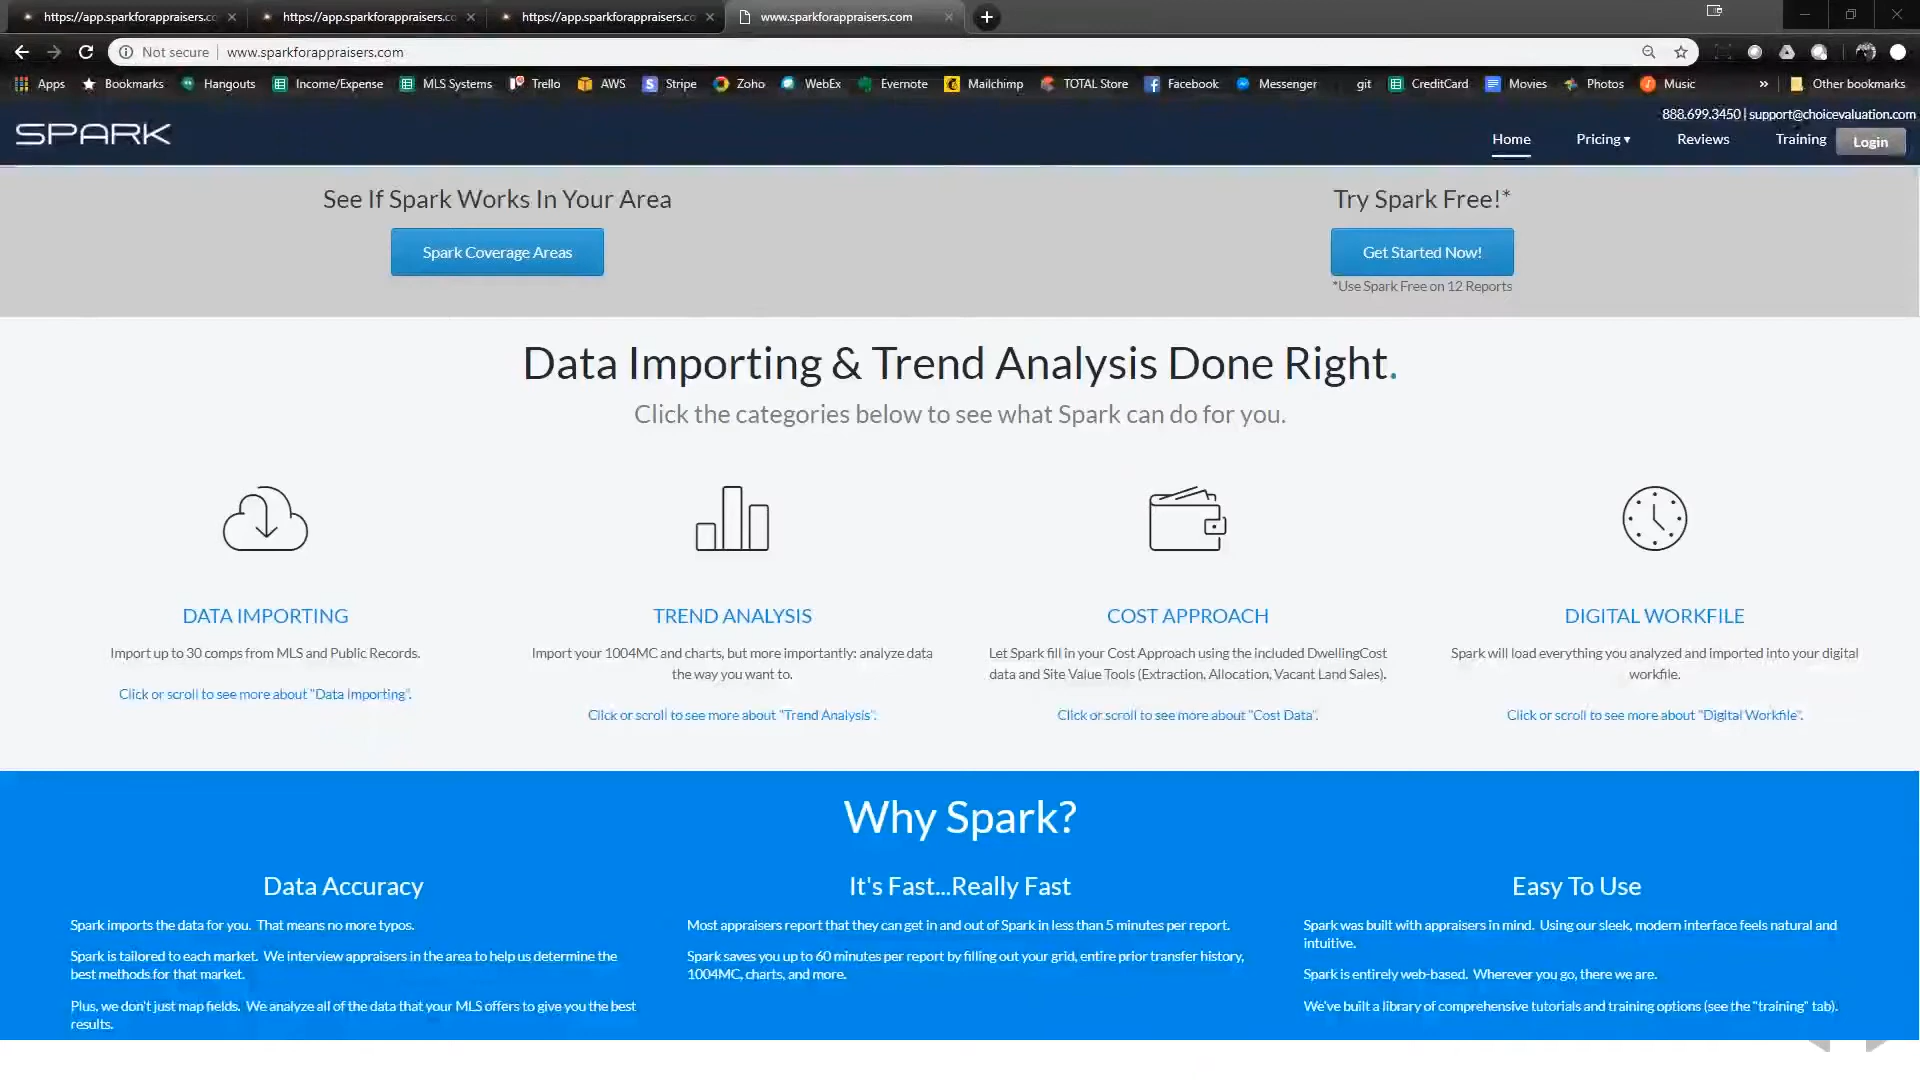 https://app.sparkforappraisers.co
https://app.sparkforappraisers.co
https://app.sparkforappraisers.co
www.sparkforappraisers.com
Not secure | www.sparkforappraisers.com
Apps Bookmarks Hangouts Income/Expense MLS Systems Trello AWS Stripe Zoho WebEx Evernote Mailchimp TOTAL Store Facebook Messenger git CreditCard Movies Photos Music » Other bookmarks
888.699.3450 | support@choicevaluation.com
SPARK
Home Pricing ▾ Reviews Training Login
See If Spark Works In Your Area
Spark Coverage Areas
Try Spark Free!*
Get Started Now!
*Use Spark Free on 12 Reports
Data Importing & Trend Analysis Done Right.
Click the categories below to see what Spark can do for you.
DATA IMPORTING
Import up to 30 comps from MLS and Public Records.
Click or scroll to see more about "Data Importing".
TREND ANALYSIS
Import your 1004MC and charts, but more importantly: analyze data
the way you want to.
Click or scroll to see more about "Trend Analysis".
COST APPROACH
Let Spark fill in your Cost Approach using the included DwellingCost
data and Site Value Tools (Extraction, Allocation, Vacant Land Sales).
Click or scroll to see more about "Cost Data".
DIGITAL WORKFILE
Spark will load everything you analyzed and imported into your digital
workfile.
Click or scroll to see more about "Digital Workfile".
Why Spark?
Data Accuracy
Spark imports the data for you. That means no more typos.
Spark is tailored to each market. We interview appraisers in the area to help us determine the
best methods for that market.
Plus, we don't just map fields. We analyze all of the data that your MLS offers to give you the best
results.
It's Fast...Really Fast
Most appraisers report that they can get in and out of Spark in less than 5 minutes per report.
Spark saves you up to 60 minutes per report by filling out your grid, entire prior transfer history,
1004MC, charts, and more.
Easy To Use
Spark was built with appraisers in mind. Using our sleek, modern interface feels natural and
intuitive.
Spark is entirely web-based. Wherever you go, there we are.
We've built a library of comprehensive tutorials and training options (see the "training" tab).